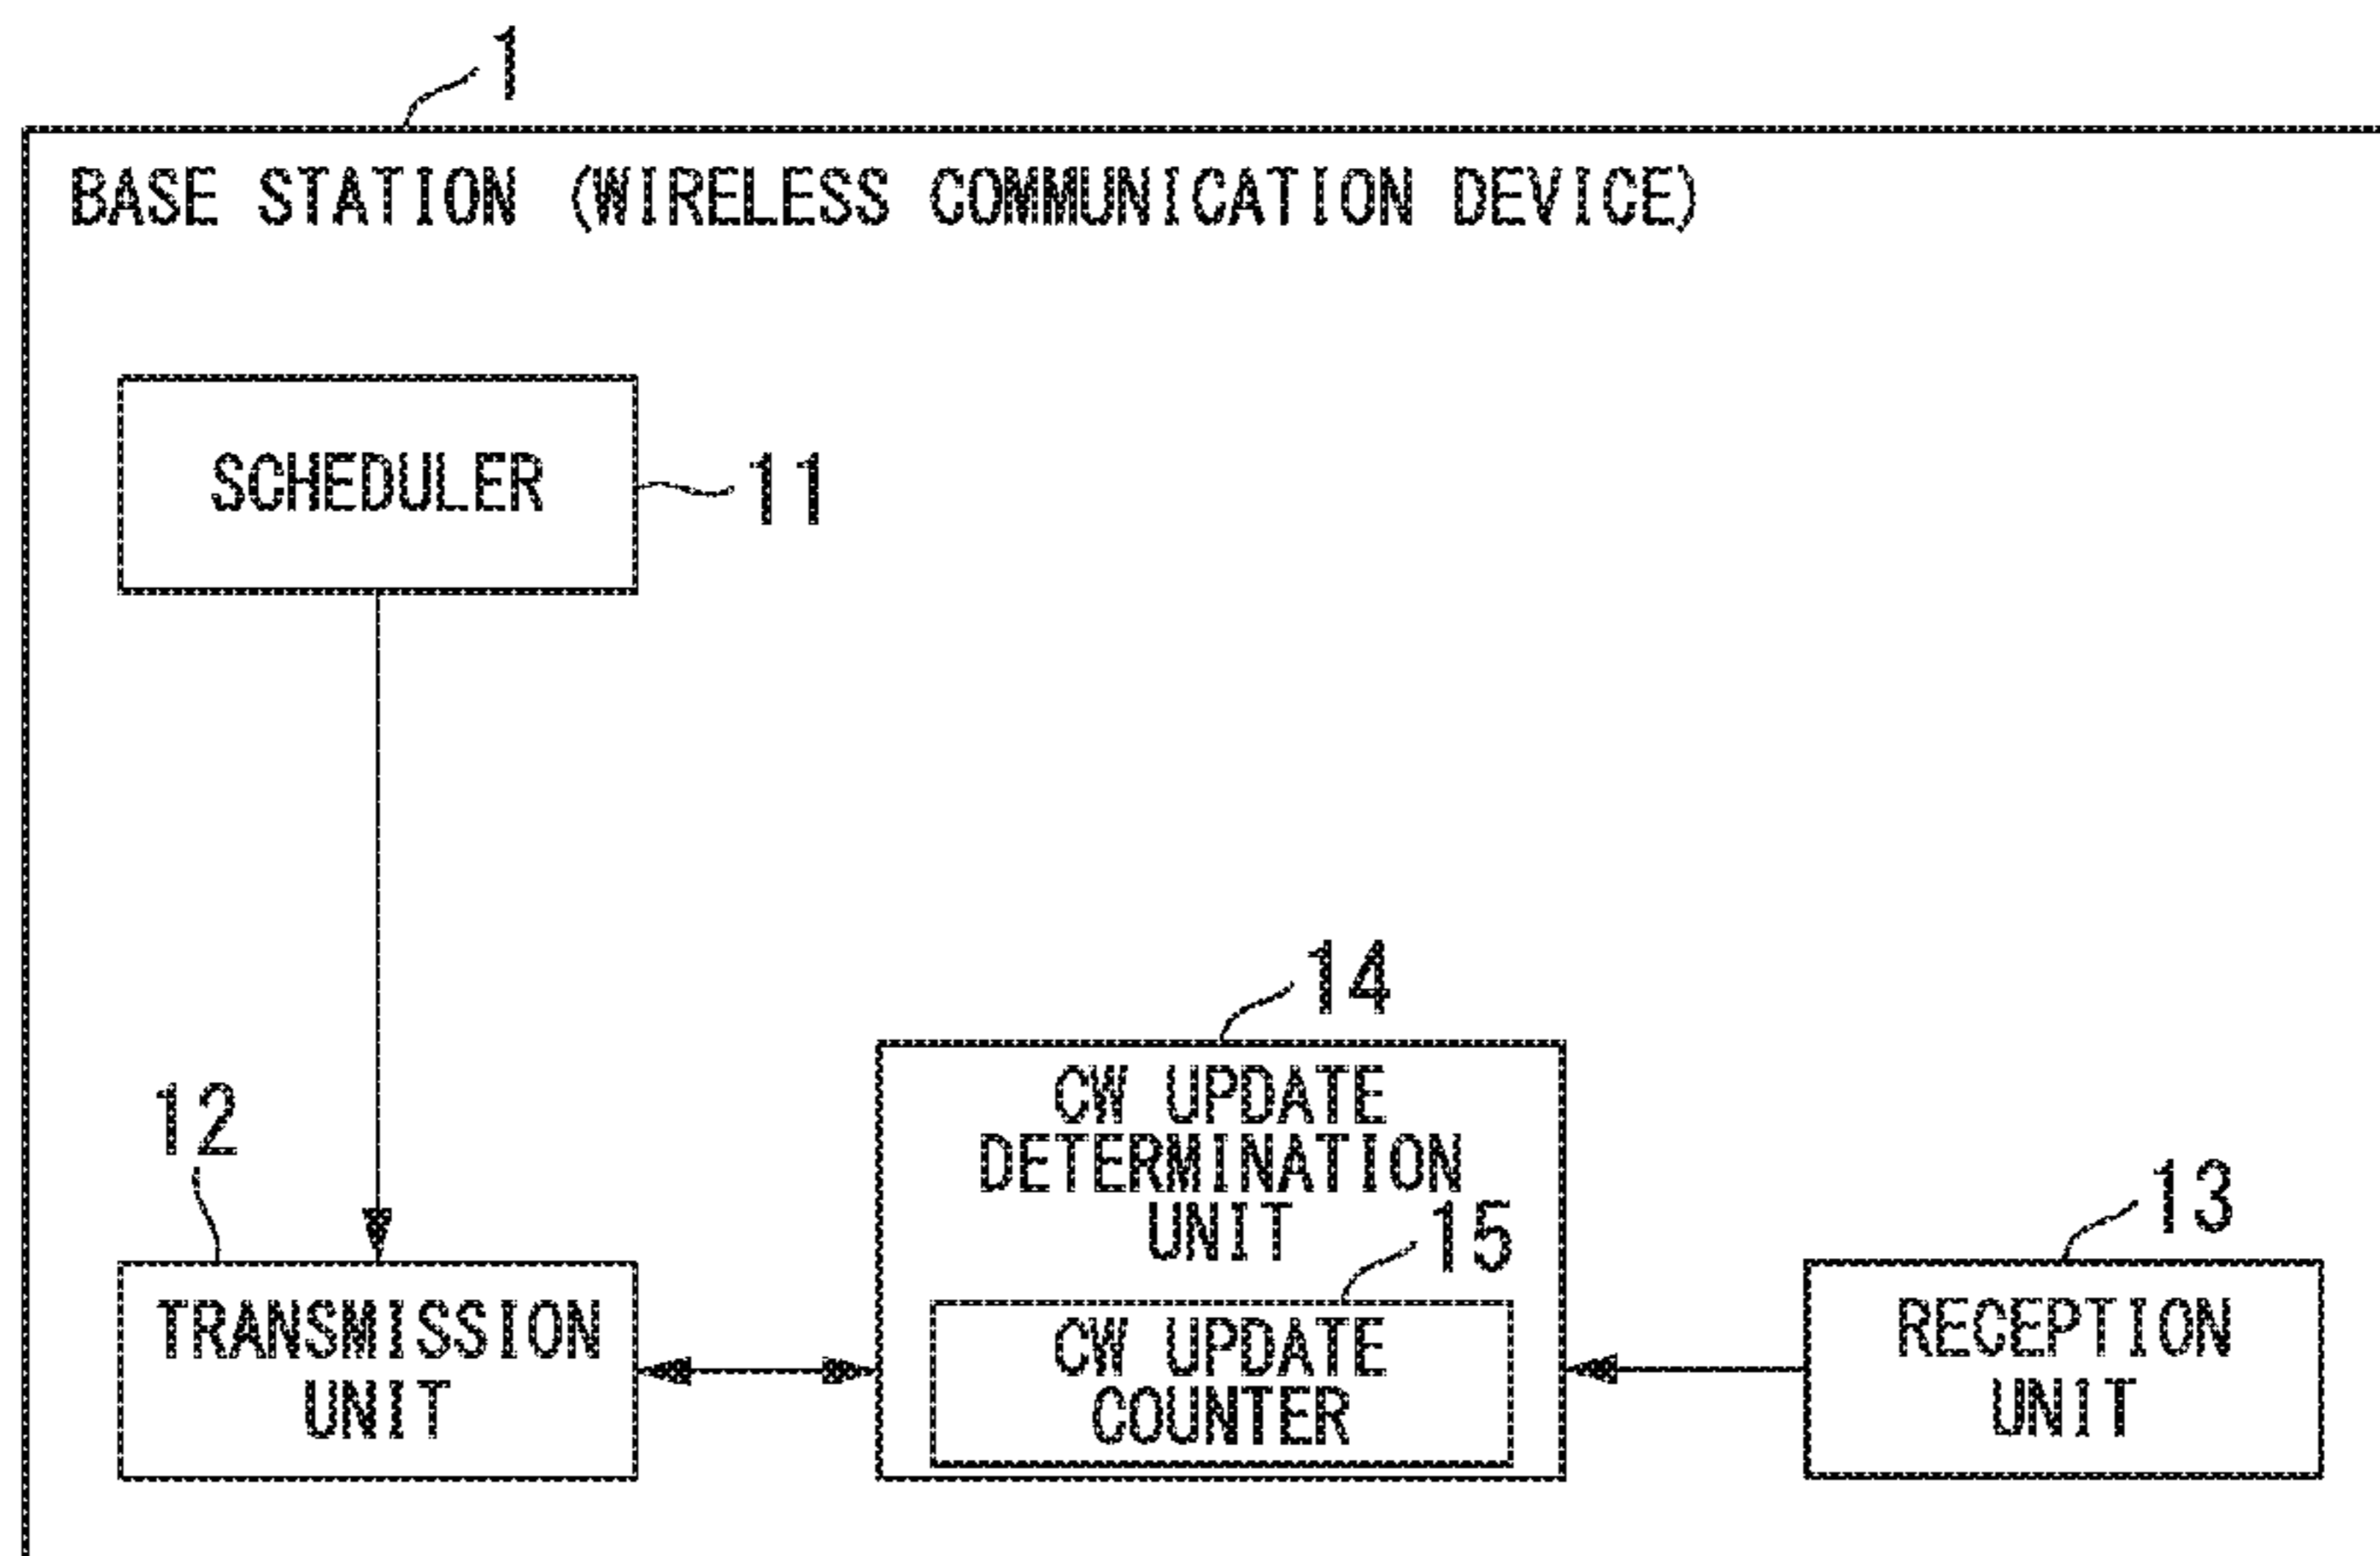 1
BASE STATION (WIRELESS COMMUNICATION DEVICE)
SCHEDULER
11
14
12
CW UPDATE
DETERMINATION
UNIT
13
15
TRANSMISSION
UNIT
CW UPDATE
COUNTER
RECEPTION
UNIT